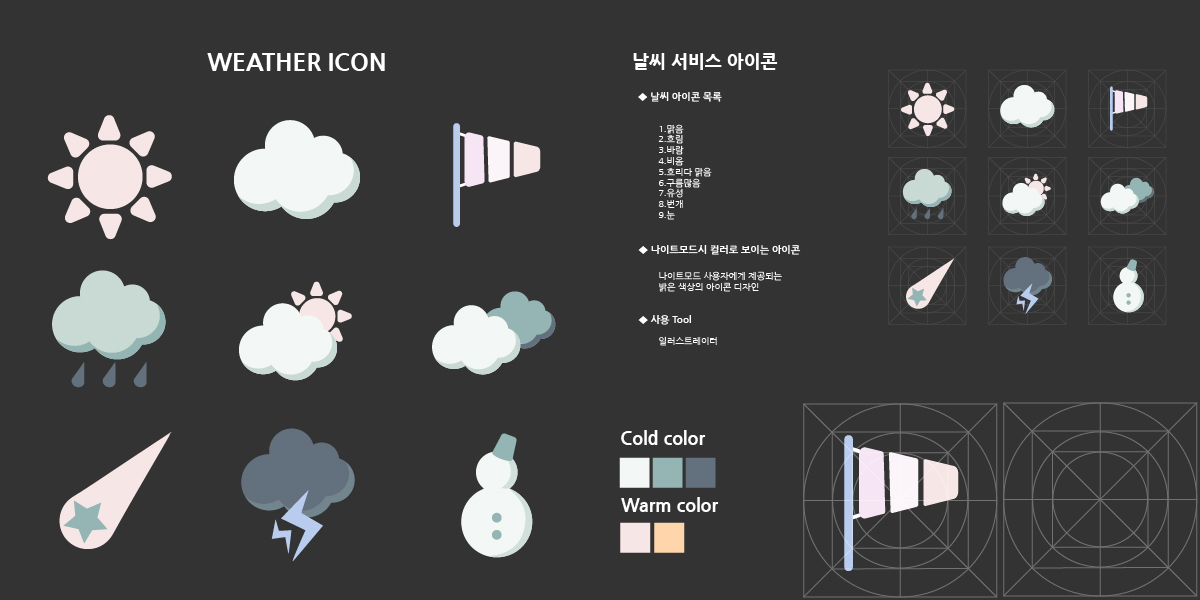 WEATHER ICON
날씨 서비스 아이콘
◆ 날씨 아이콘 목록
1.맑음
2.흐림
3.바람
4.비옴
5.흐리다 맑음
6.구름많음
7.유성
8.번개
9.눈
◆ 나이트모드시 컬러로 보이는 아이콘
나이트모드 사용자에게 제공되는
밝은 색상의 아이콘 디자인
◆ 사용 Tool
일러스트레이터
Cold color
Warm color